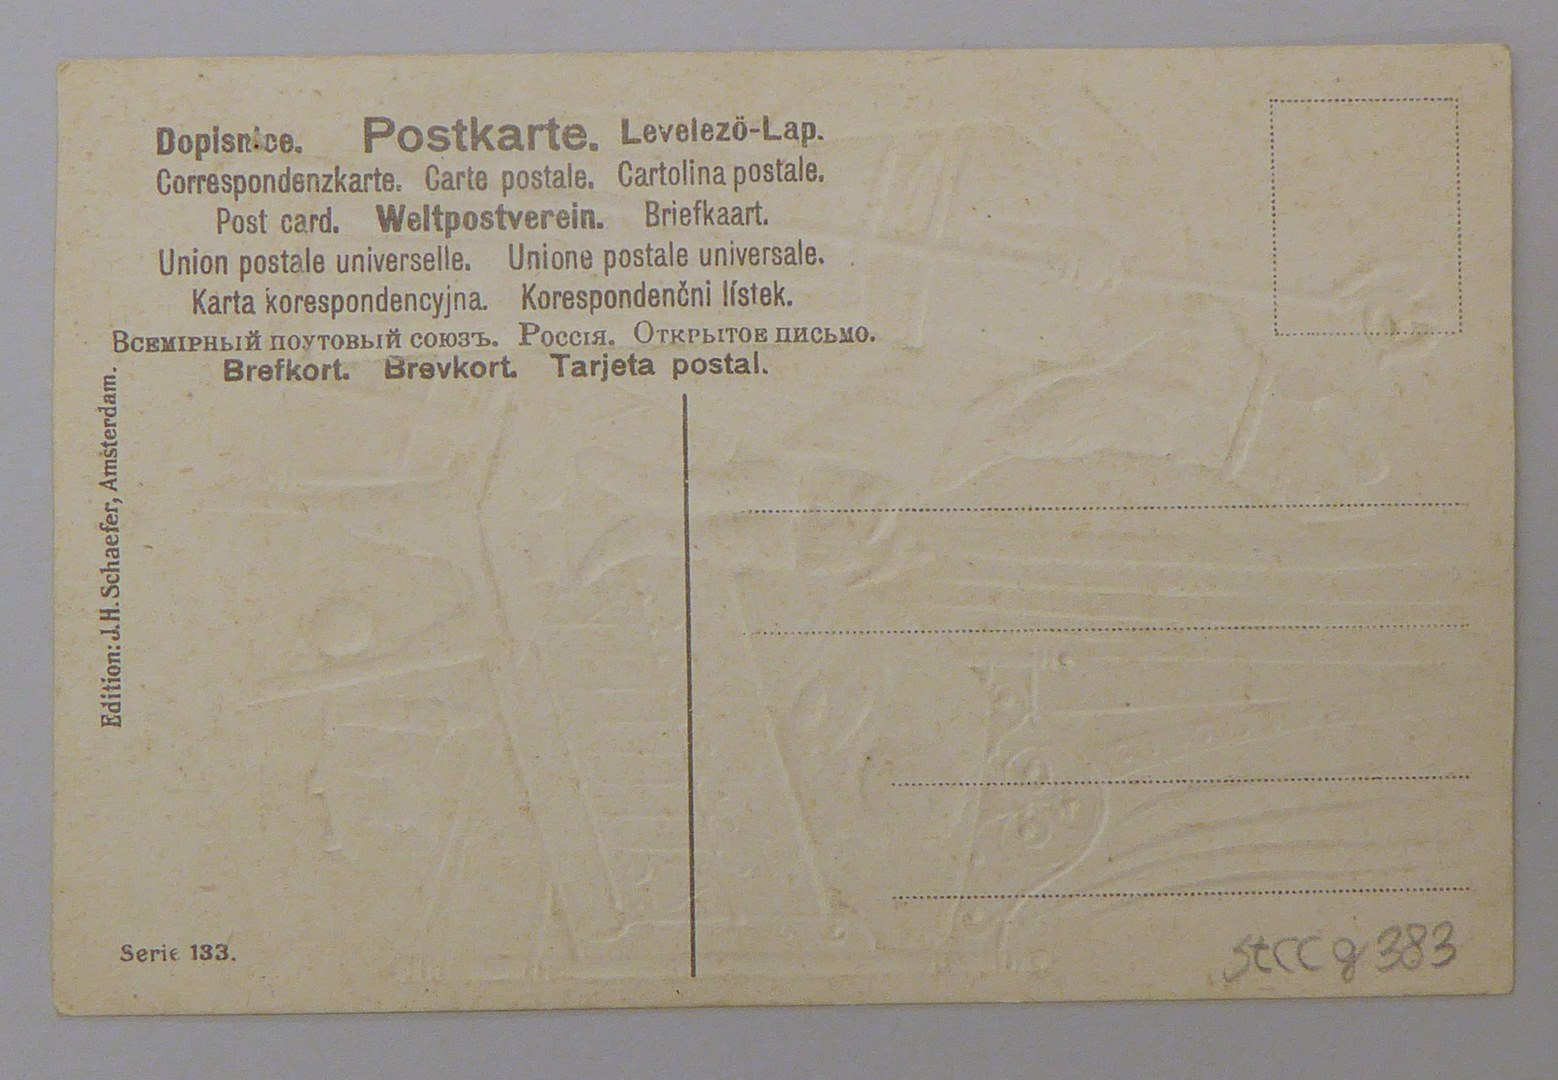 Dopisnice. Postkarte. Levelező-Lap.
Correspondenzkarte. Carte postale. Cartolina postale.
Post card. Weltpostverein. Briefkaart.
Union postale universelle. Unione postale universale.
Karta korespondencyjna. Korespondenčni lístek.
Всемірный поутовый союзъ. Россія. Открытое письмо.
Brefkort. Brevkort. Tarjeta postal.
Edition: J. H. Schaefer, Amsterdam.
Serie 133.
StCC g 383